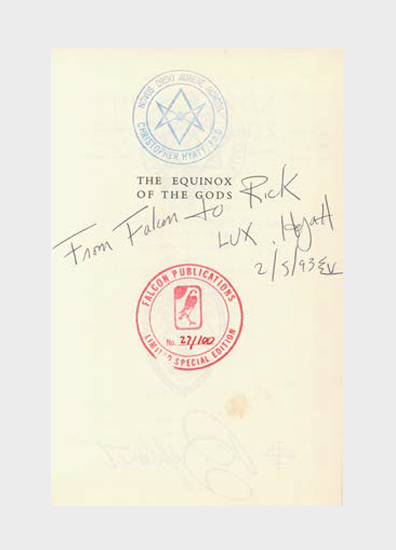 NOVUS ORDO AUREAE AURORAE
CHRISTOPHER HYATT, PH.D.
THE EQUINOX
OF THE GODS
From Falcon to Rick
LUX. Hyatt
2/5/93 EV
FALCON PUBLICATIONS
No. 27/100
LIMITED SPECIAL EDITION